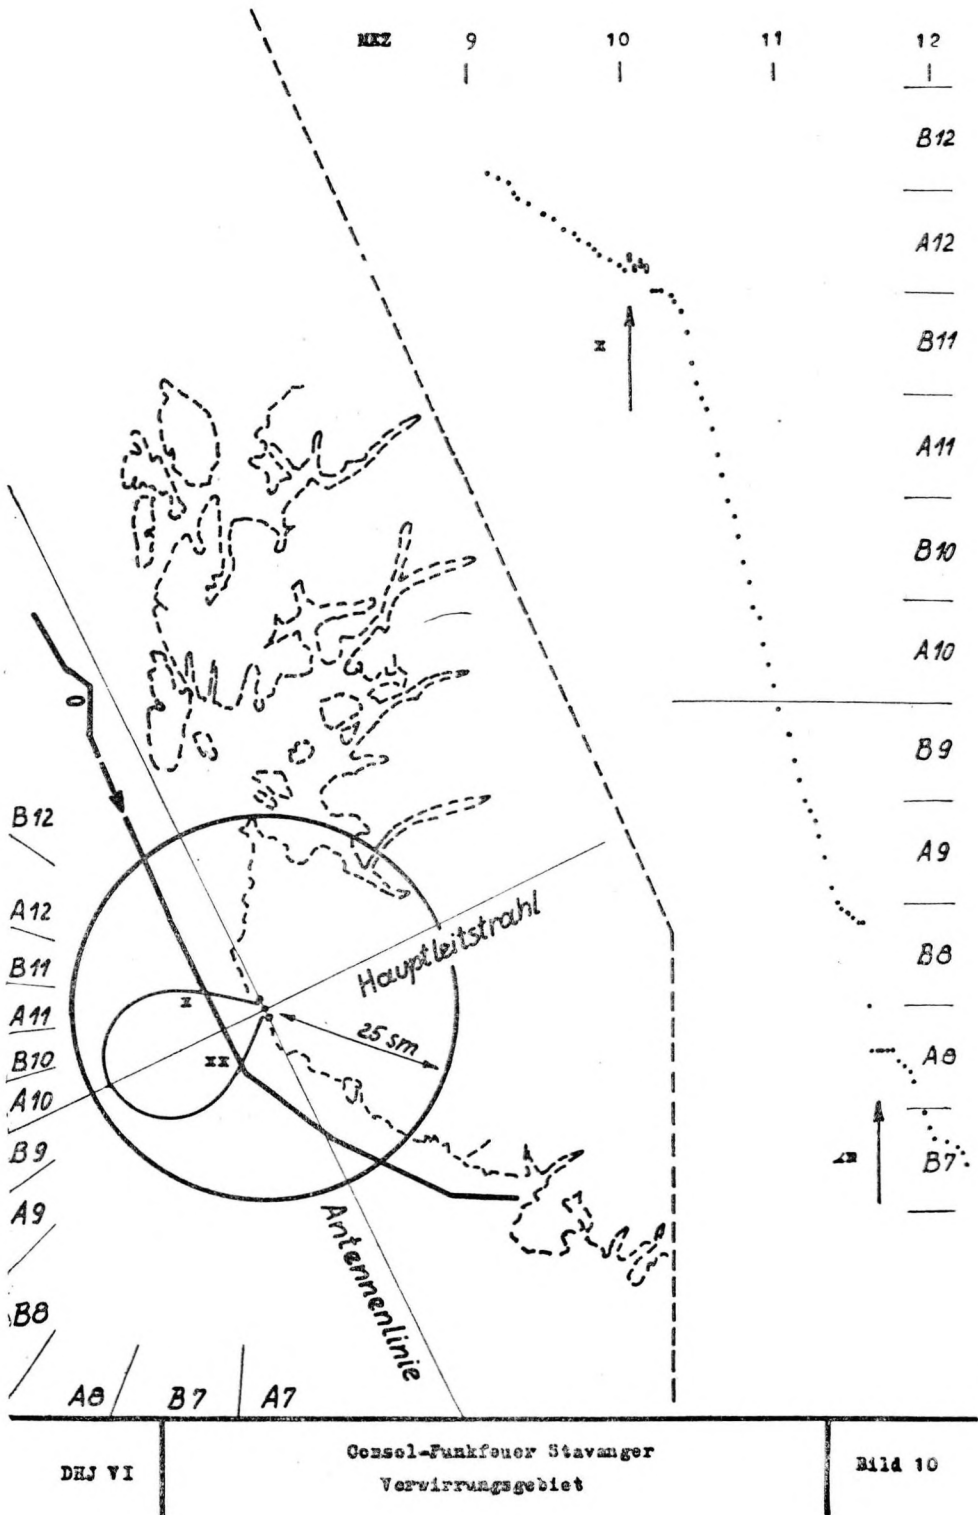 MXZ 9 10 11 12
B12
A12
B11
x
A11
B10
A10
B9
A9
B8
A8
B7
0
B12
A12
B11
A11
B10
A10
B9
A9
B8
A8 B7 A7
x
xx
Hauptleitstrahl
25 sm
Antennenlinie
DHJ VI
Consol-Funkfeuer Stavanger
Verwirrungsgebiet
Bild 10